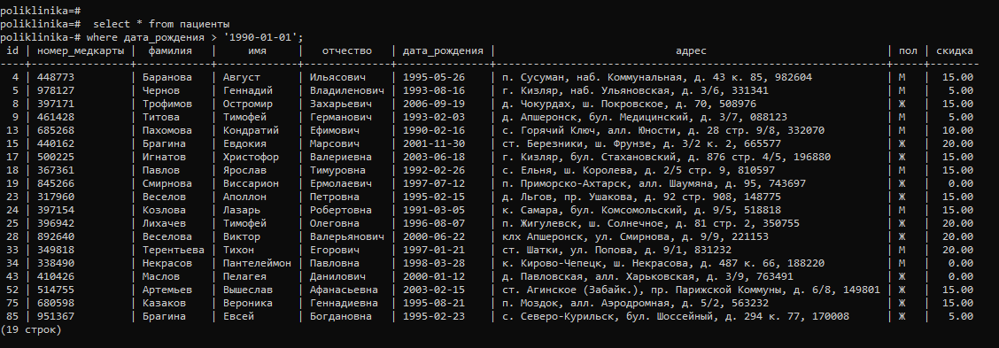 poliklinika=#
poliklinika=#  select * from пациенты
poliklinika-# where дата_рождения > '1990-01-01';
 id | номер_медкарты |  фамилия   |     имя     |   отчество   | дата_рождения |                           адрес                           | пол | скидка
----+----------------+------------+-------------+--------------+---------------+-----------------------------------------------------------+-----+--------
  4 | 448773         | Баранова   | Август      | Ильясович    | 1995-05-26    | п. Сусуман, наб. Коммунальная, д. 43 к. 85, 982604        | М   |  15.00
  5 | 978127         | Чернов     | Геннадий    | Владиленович | 1993-08-16    | г. Кизляр, наб. Ульяновская, д. 3/6, 331341               | М   |   5.00
  8 | 397171         | Трофимов   | Остромир    | Захарьевич   | 2006-09-19    | д. Чокурдах, ш. Покровское, д. 70, 508976                 | Ж   |  15.00
  9 | 461428         | Титова     | Тимофей     | Германович   | 1993-02-03    | д. Апшеронск, бул. Медицинский, д. 3/7, 088123            | М   |   5.00
 13 | 685268         | Пахомова   | Кондратий   | Ефимович     | 1990-02-16    | с. Горячий Ключ, алл. Юности, д. 28 стр. 9/8, 332070      | М   |  10.00
 15 | 440162         | Брагина    | Евдокия     | Марсович     | 2001-11-30    | ст. Березники, ш. Фрунзе, д. 3/2 к. 2, 665577             | Ж   |  20.00
 17 | 500225         | Игнатов    | Христофор   | Валериевна   | 2003-06-18    | г. Кизляр, бул. Стахановский, д. 876 стр. 4/5, 196880     | Ж   |  15.00
 18 | 367361         | Павлов     | Ярослав     | Тимуровна    | 1992-02-26    | с. Ельня, ш. Королева, д. 2/5 стр. 9, 810597              | М   |  15.00
 19 | 845266         | Смирнова   | Виссарион   | Ермолаевич   | 1997-07-12    | п. Приморско-Ахтарск, алл. Шаумяна, д. 95, 743697         | Ж   |   0.00
 23 | 317960         | Веселов    | Аполлон     | Петровна     | 1995-02-15    | д. Льгов, пр. Ушакова, д. 92 стр. 908, 148775             | Ж   |  15.00
 24 | 397154         | Козлова    | Лазарь      | Робертовна   | 1991-03-05    | к. Самара, бул. Комсомольский, д. 9/5, 518818             | М   |  15.00
 25 | 396942         | Лихачев    | Тимофей     | Олеговна     | 1996-08-07    | п. Жигулевск, ш. Солнечное, д. 81 стр. 2, 350755          | Ж   |  20.00
 28 | 892640         | Веселова   | Виктор      | Валерьянович | 2000-06-22    | клх Апшеронск, ул. Смирнова, д. 9/9, 221153               | Ж   |  20.00
 33 | 349818         | Терентьева | Тихон       | Егорович     | 1997-01-21    | ст. Шатки, ул. Попова, д. 9/1, 831232                     | М   |  20.00
 34 | 338490         | Некрасов   | Пантелеймон | Павловна     | 1998-03-28    | к. Кирово-Чепецк, ш. Некрасова, д. 487 к. 66, 188220      | М   |   0.00
 43 | 410426         | Маслов     | Пелагея     | Данилович    | 2000-01-12    | д. Павловская, алл. Харьковская, д. 3/9, 763491           | Ж   |   0.00
 52 | 514755         | Артемьев   | Вышеслав    | Афанасьевна  | 2003-02-15    | ст. Агинское (Забайк.), пр. Парижской Коммуны, д. 6/8, 149801 | Ж   |  15.00
 75 | 680598         | Казаков    | Вероника    | Геннадиевна  | 1995-08-21    | п. Моздок, алл. Аэродромная, д. 5/2, 563232               | Ж   |  15.00
 85 | 951367         | Брагина    | Евсей       | Богдановна   | 1995-02-23    | с. Северо-Курильск, бул. Шоссейный, д. 294 к. 77, 170008  | Ж   |   5.00
(19 строк)